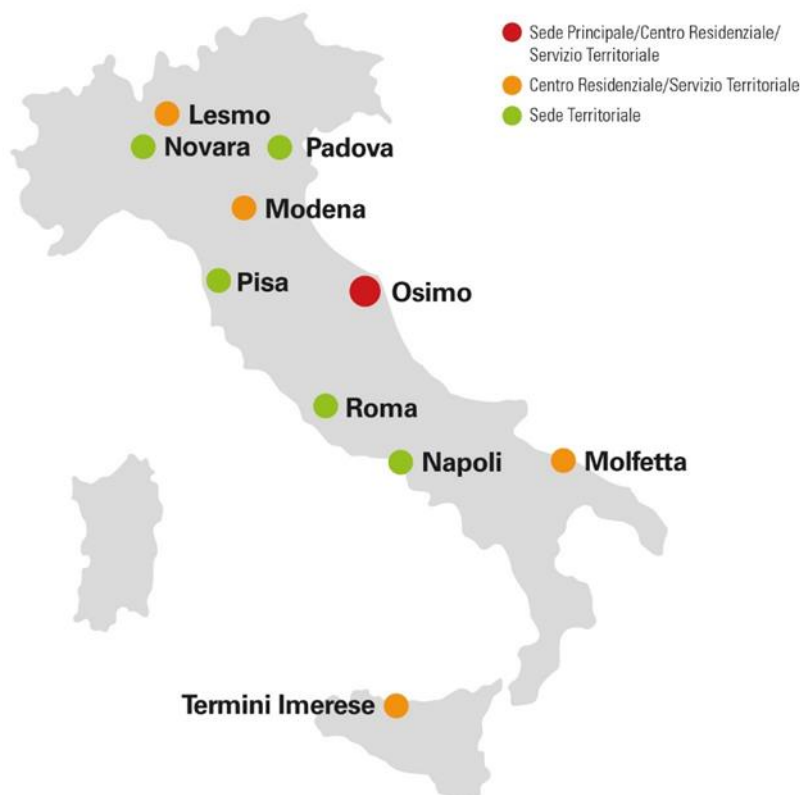 Sede Principale/Centro Residenziale/
Servizio Territoriale
Centro Residenziale/Servizio Territoriale
Sede Territoriale
Lesmo
Novara
Padova
Modena
Pisa
Osimo
Roma
Napoli
Molfetta
Termini Imerese